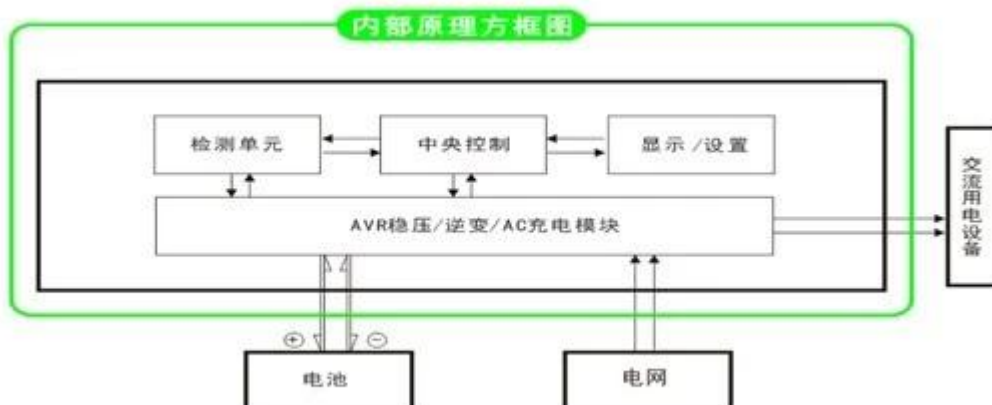 内部原理方框图
检测单元
中央控制
显示/设置
AVR稳压/逆变/AC充电模块
交流用电设备
+
-
电池
电网